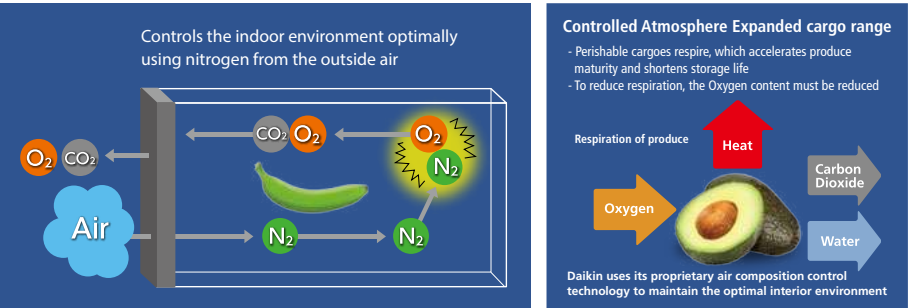 Controls the indoor environment optimally
using nitrogen from the outside air
CO₂ O₂
O₂
N₂
O₂ CO₂
Air
N₂
N₂
Controlled Atmosphere Expanded cargo range
- Perishable cargoes respire, which accelerates produce
maturity and shortens storage life
- To reduce respiration, the Oxygen content must be reduced
Respiration of produce
Heat
Carbon
Dioxide
Oxygen
Water
Daikin uses its proprietary air composition control
technology to maintain the optimal interior environment